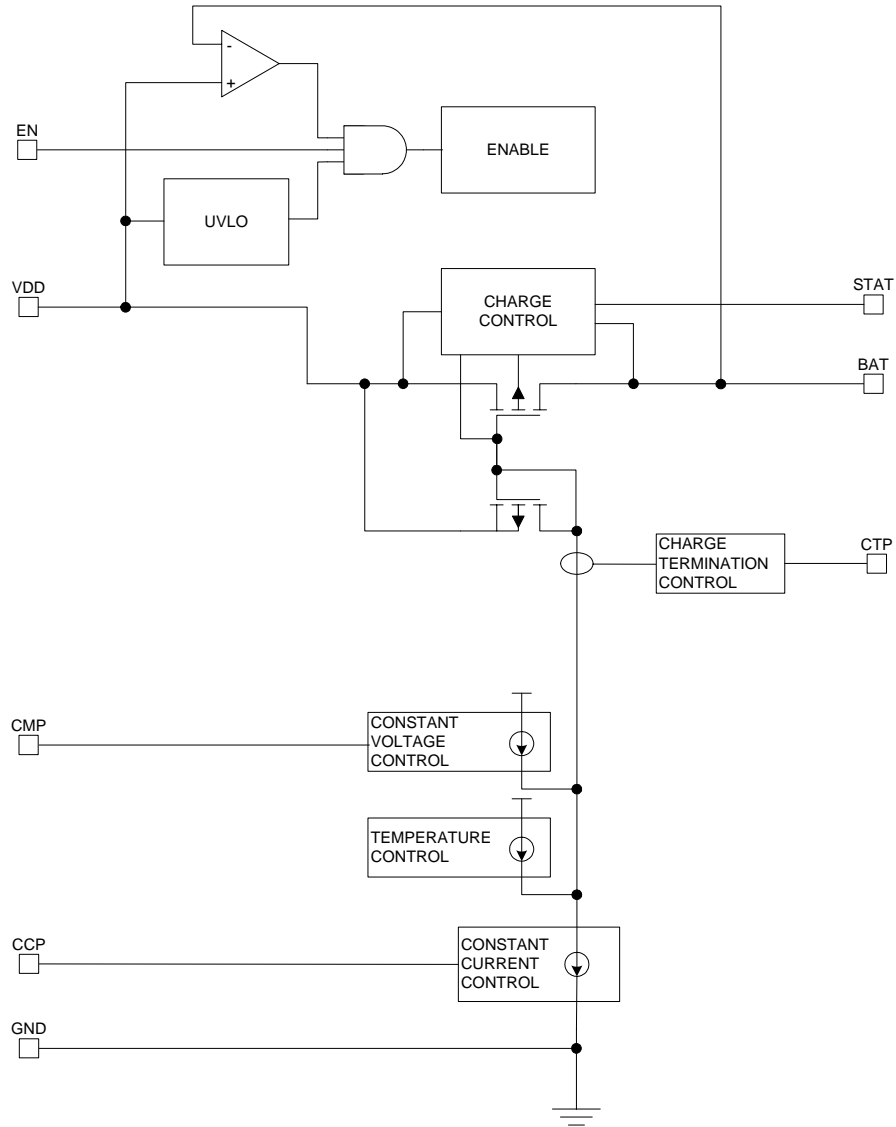 -
+
EN
ENABLE
UVLO
VDD
CHARGE
CONTROL
STAT
BAT
CHARGE
TERMINATION
CONTROL
CTP
CMP
CONSTANT
VOLTAGE
CONTROL
TEMPERATURE
CONTROL
CCP
CONSTANT
CURRENT
CONTROL
GND